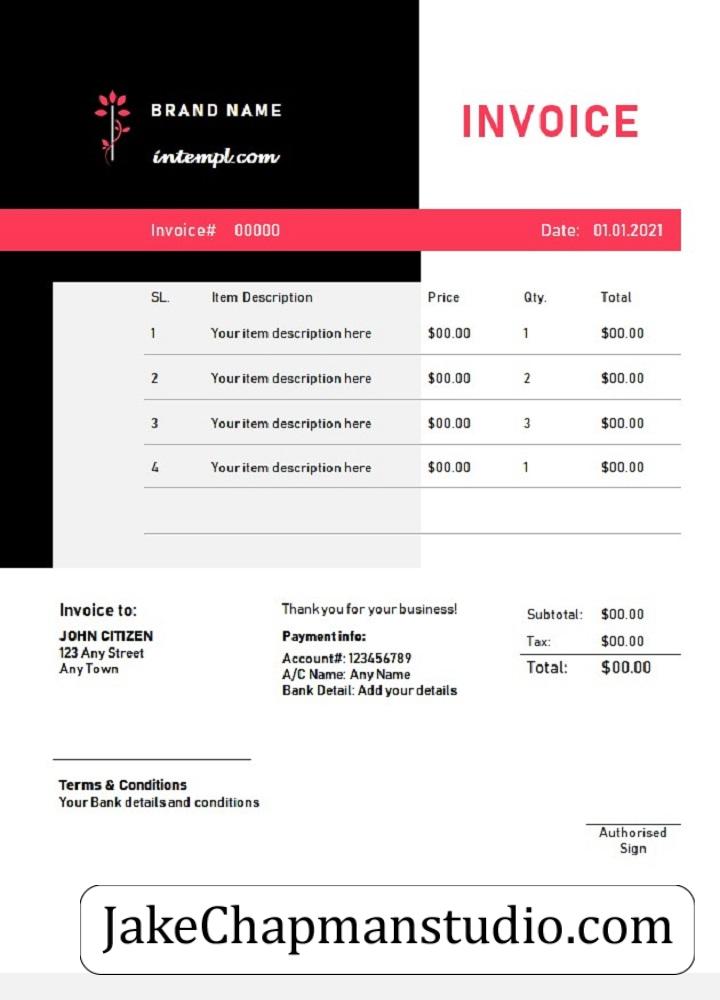 BRAND NAME
intempl.com
INVOICE
Invoice# 00000 Date: 01.01.2021
SL. Item Description Price Qty. Total
1 Your item description here $00.00 1 $00.00
2 Your item description here $00.00 2 $00.00
3 Your item description here $00.00 3 $00.00
4 Your item description here $00.00 1 $00.00
Invoice to:
JOHN CITIZEN
123 Any Street
Any Town
Thank you for your business!
Payment info:
Account#: 123456789
A/C Name: Any Name
Bank Detail: Add your details
Subtotal: $00.00
Tax: $00.00
Total: $00.00
Terms & Conditions
Your Bank details and conditions
Authorised
Sign
JakeChapmanstudio.com